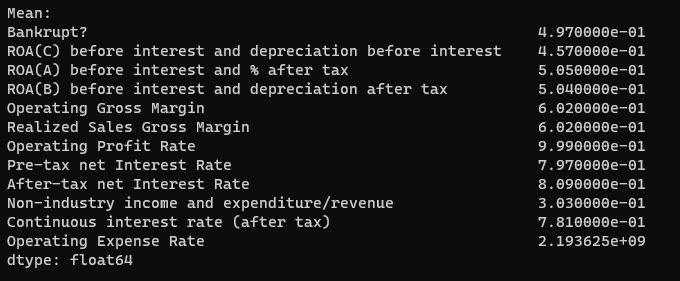 Mean:
Bankrupt? 4.970000e-01
ROA(C) before interest and depreciation before interest 4.570000e-01
ROA(A) before interest and % after tax 5.050000e-01
ROA(B) before interest and depreciation after tax 5.040000e-01
Operating Gross Margin 6.020000e-01
Realized Sales Gross Margin 6.020000e-01
Operating Profit Rate 9.990000e-01
Pre-tax net Interest Rate 7.970000e-01
After-tax net Interest Rate 8.090000e-01
Non-industry income and expenditure/revenue 3.030000e-01
Continuous interest rate (after tax) 7.810000e-01
Operating Expense Rate 2.193625e+09
dtype: float64